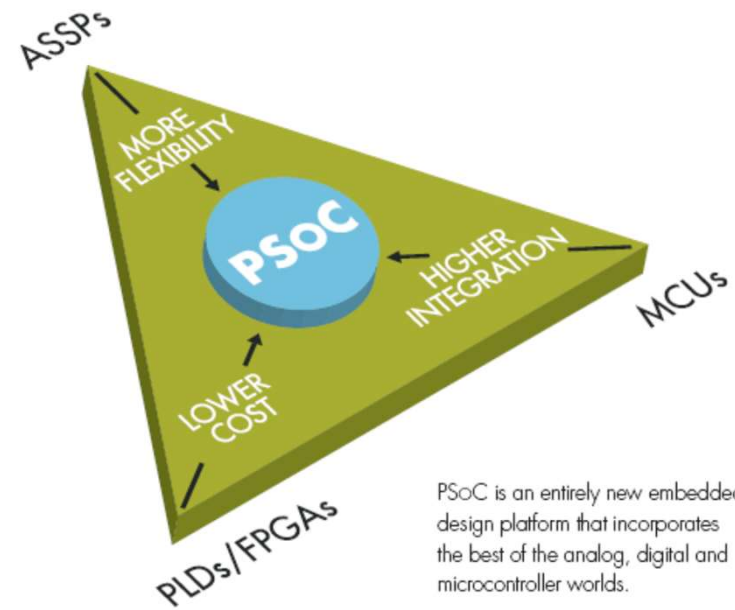 ASSPs
MORE
FLEXIBILITY
PSoC
HIGHER
INTEGRATION
MCUs
LOWER
COST
PLDs/FPGAs
PSoC is an entirely new embedded
design platform that incorporates
the best of the analog, digital and
microcontroller worlds.